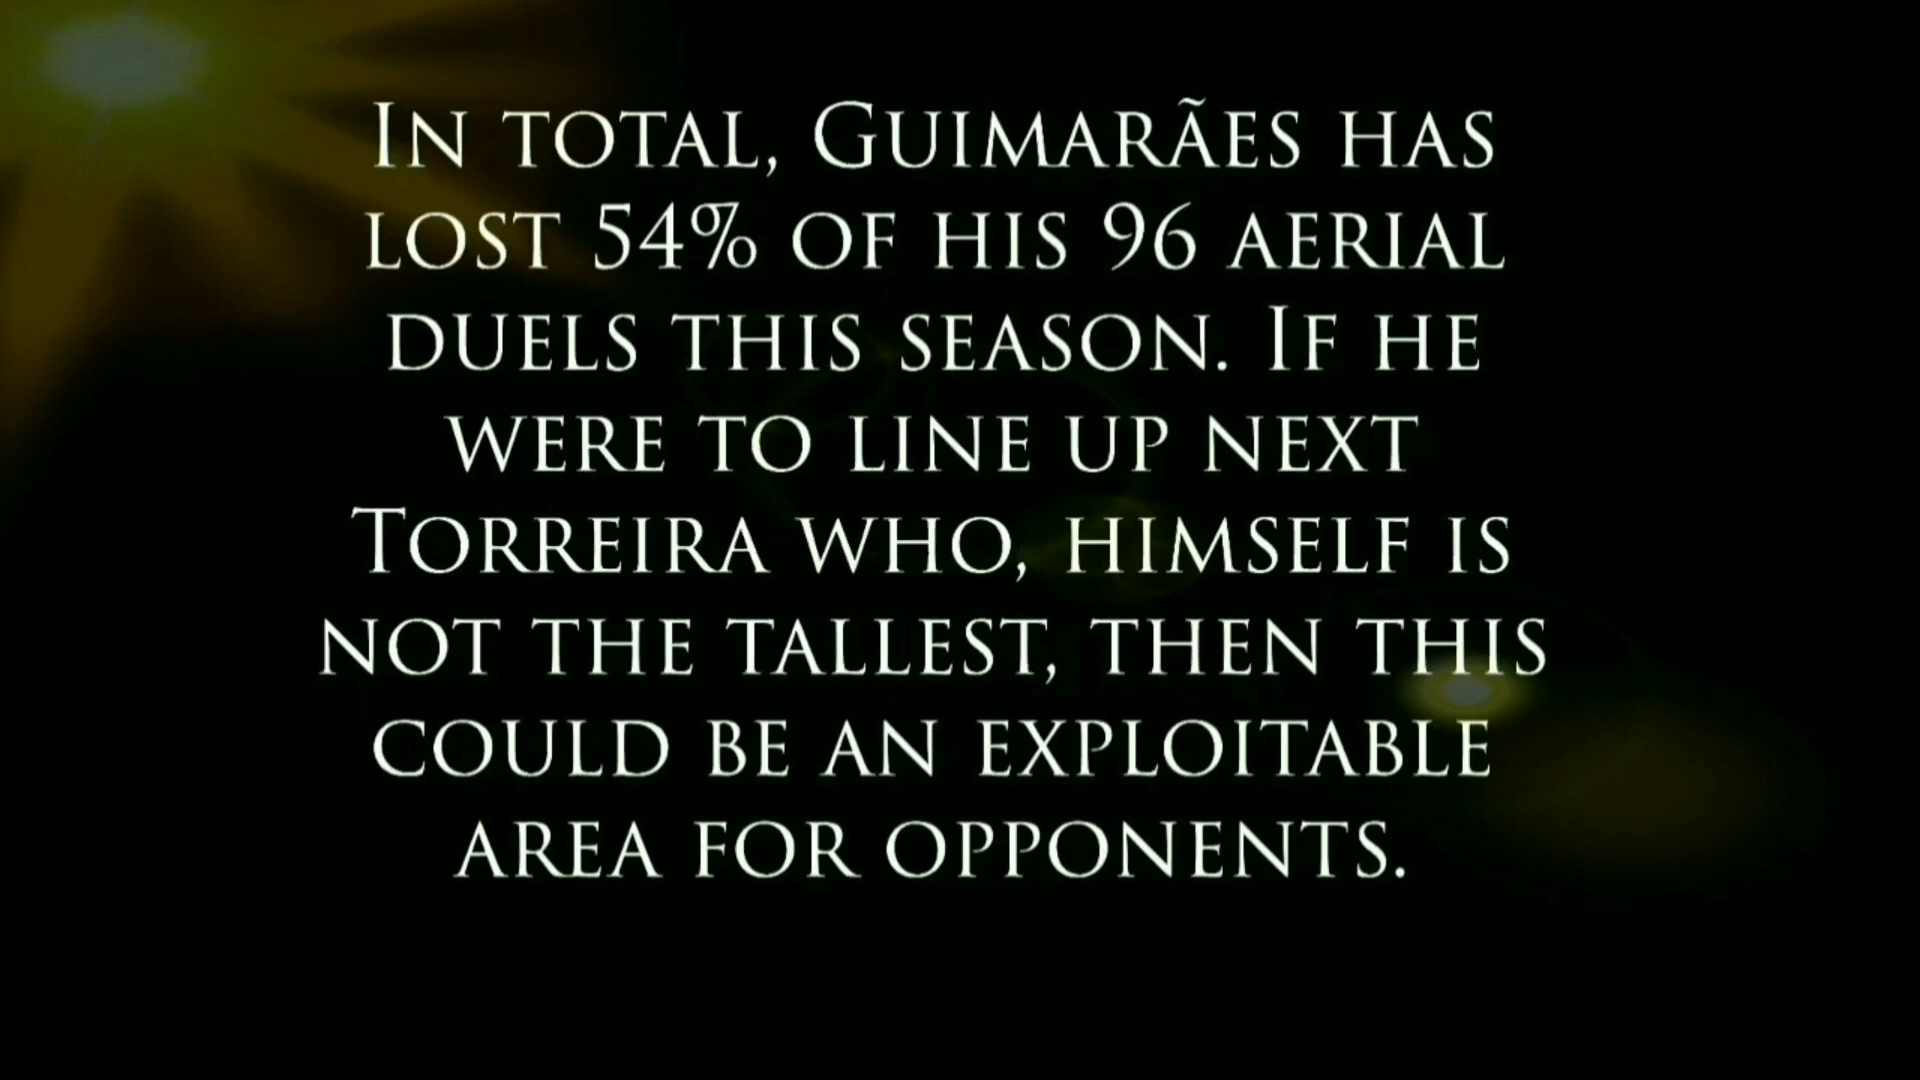 In total, Guimarães has
lost 54% of his 96 aerial
duels this season. If he
were to line up next
Torreira who, himself is
not the tallest, then this
could be an exploitable
area for opponents.